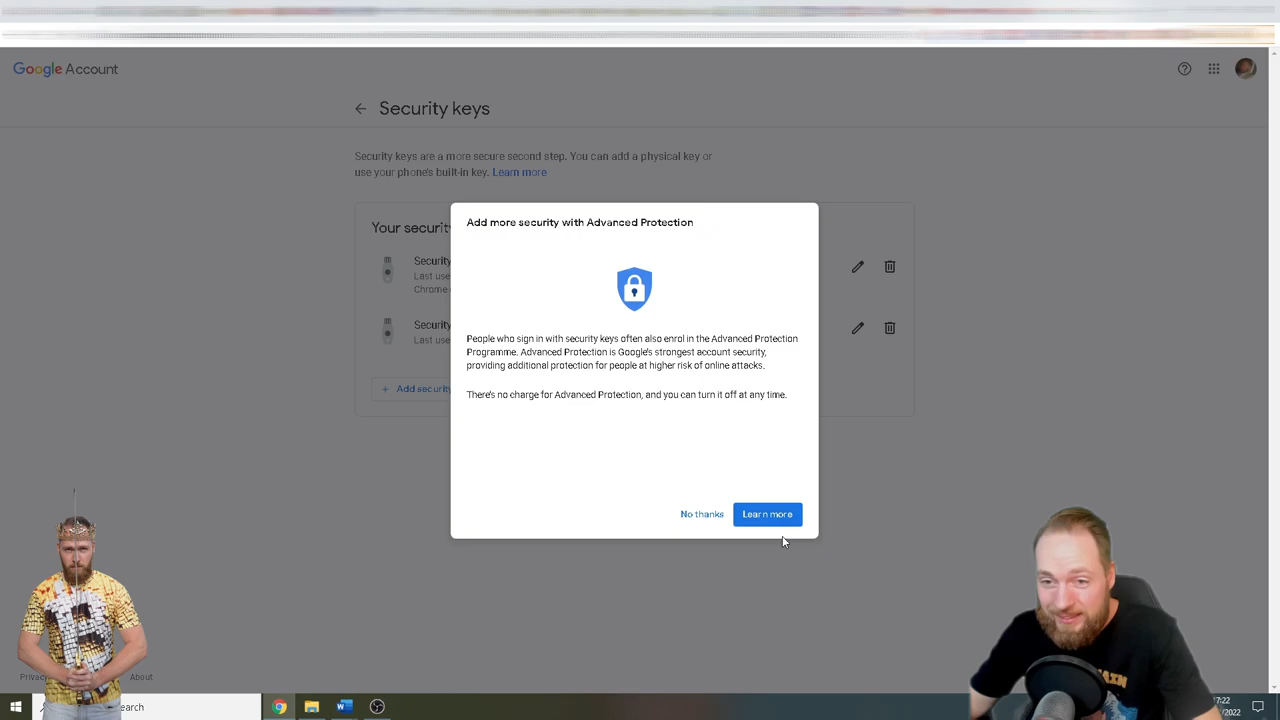 Google Account
Security keys
Security keys are a more secure second step. You can add a physical key or
use your phone's built-in key. Learn more
Your securit
Securi
Last use
Chrome
Securi
Last use
+ Add security
Add more security with Advanced Protection
People who sign in with security keys often also enrol in the Advanced Protection
Programme. Advanced Protection is Google's strongest account security,
providing additional protection for people at higher risk of online attacks.
There's no charge for Advanced Protection, and you can turn it off at any time.
No thanks
Learn more
Privac
About
earch
17:22
/2022